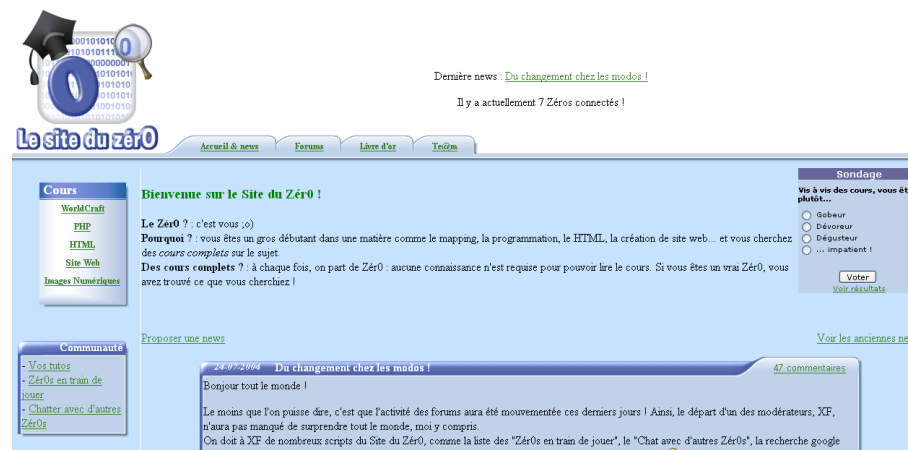 Le site du zér0
Dernière news : Du changement chez les modos !
Il y a actuellement 7 Zéros connectés !
Accueil & news
Forums
Livre d'or
Te@m
Cours
WorldCraft
PHP
HTML
Site Web
Images Numériques
Communauté
- Vos tutos
- Zér0s en train de
jouer
- Chatter avec d'autres
Zér0s
Bienvenue sur le Site du Zér0 !
Le Zér0 ? : c'est vous ;o)
Pourquoi ? : vous êtes un gros débutant dans une matière comme le mapping, la programmation, le HTML, la création de site web... et vous cherchez
des cours complets sur le sujet.
Des cours complets ? : à chaque fois, on part de Zér0 : aucune connaissance n'est requise pour pouvoir lire le cours. Si vous êtes un vrai Zér0, vous
avez trouvé ce que vous cherchiez !
Sondage
Vis à vis des cours, vous êt
plutôt...
Gobeur
Dévoreur
Dégusteur
... impatient !
Voter
Voir résultats
Proposer une news
Voir les anciennes ne
24-07-2004 Du changement chez les modos !
47 commentaires
Bonjour tout le monde !
Le moins que l'on puisse dire, c'est que l'activité des forums aura été mouvementée ces derniers jours ! Ainsi, le départ d'un des modérateurs, XF,
n'aura pas manqué de surprendre tout le monde, moi y compris.
On doit à XF de nombreux scripts du Site du Zér0, comme la liste des "Zér0s en train de jouer", le "Chat avec d'autres Zér0s", la recherche google